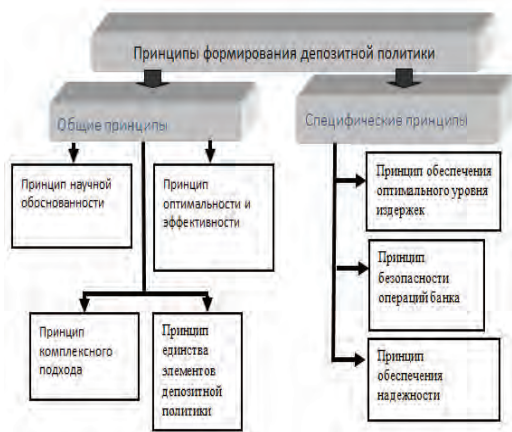 Принципы формирования депозитной политики
Общие принципы
Специфические принципы
Принцип научной
обоснованности
Принцип
оптимальности и
эффективности
Принцип
комплексного
подхода
Принцип
единства
элементов
депозитной
политики
Принцип обеспечения
оптимального уровня
издержек
Принцип
безопасности
операций банка
Принцип
обеспечения
надежности